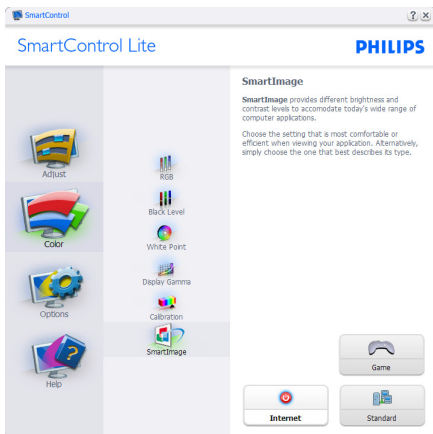 SmartControl
SmartControl Lite
PHILIPS
Adjust
Color
Options
Help
RGB
Black Level
White Point
Display Gamma
Calibration
SmartImage
SmartImage
SmartImage provides different brightness and
contrast levels to accomodate today's wide range of
computer applications.
Choose the setting that is most comfortable or
efficient when viewing your application. Alternatively,
simply choose the one that best describes its type.
Game
Internet
Standard